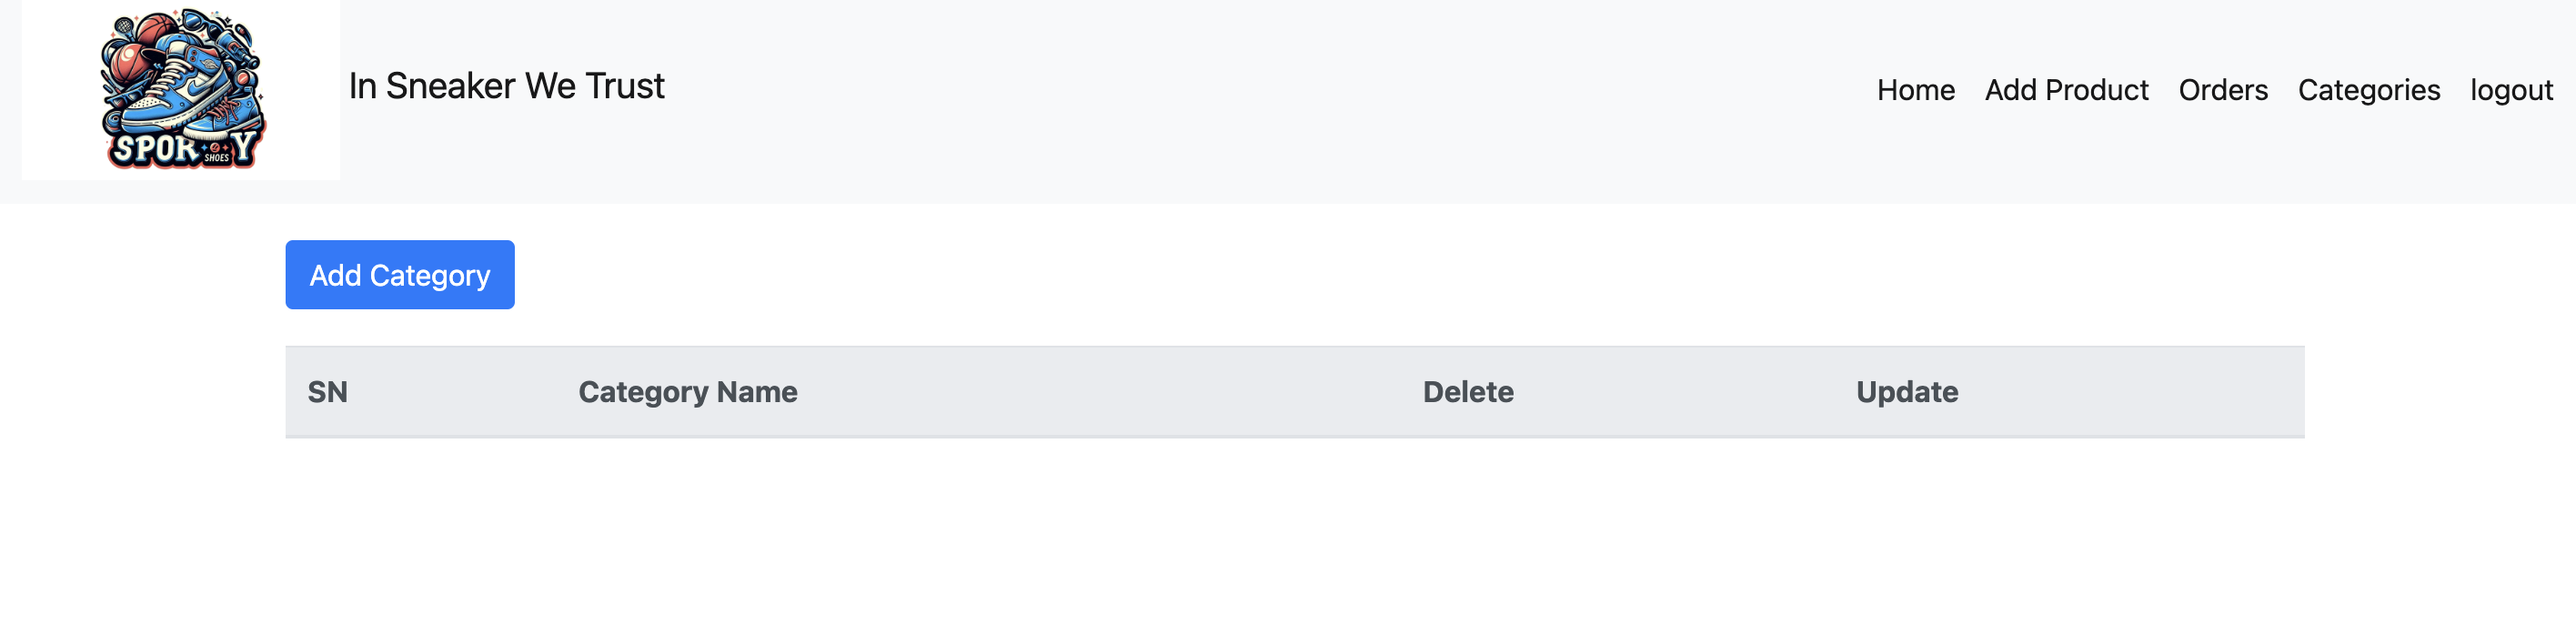 In Sneaker We Trust
Home Add Product Orders Categories logout
SPOR Y
SHOES
Add Category
SN Category Name Delete Update